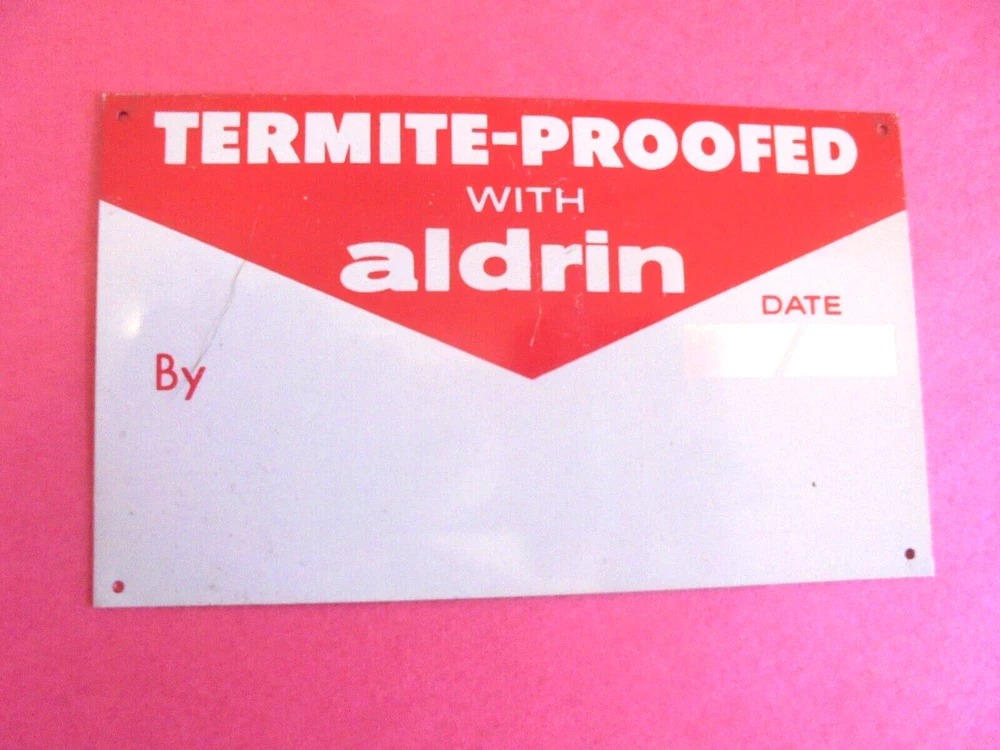 TERMITE-PROOFED
WITH
aldrin
DATE
By